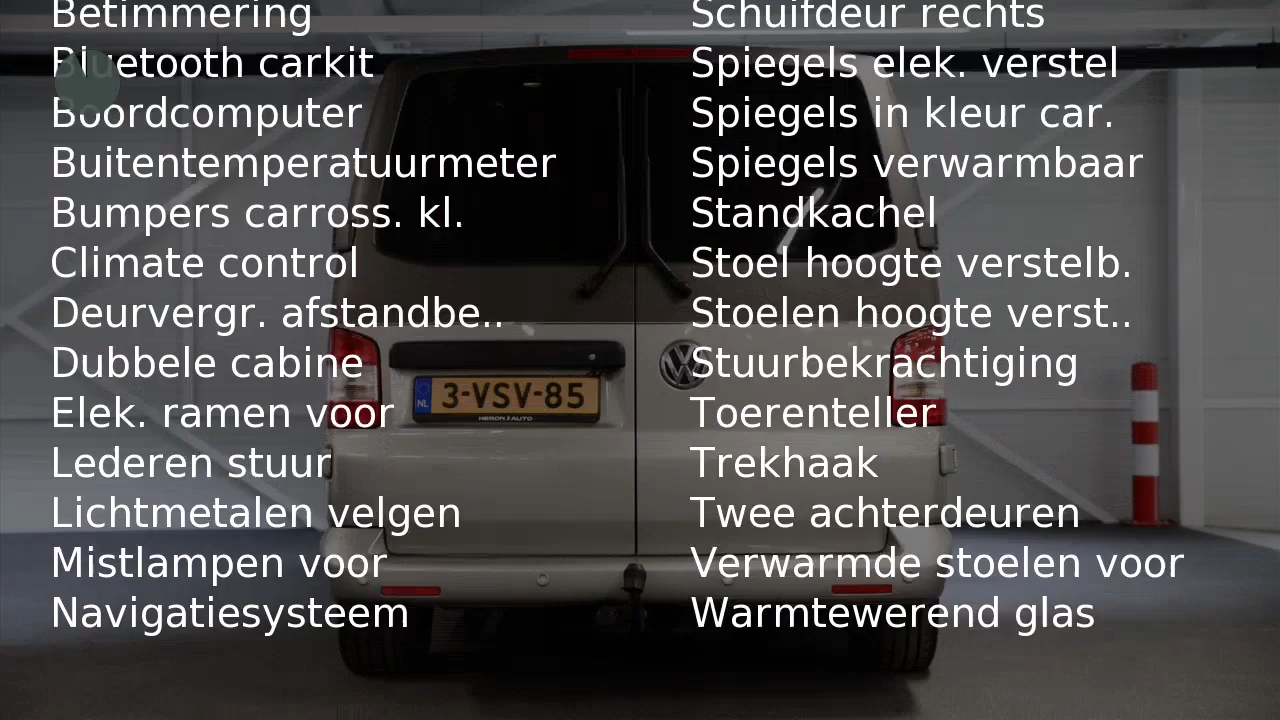 Betimmering
Bluetooth carkit
Boordcomputer
Buitentemperatuurmeter
Bumpers carross. kl.
Climate control
Deurvergr. afstandbe..
Dubbele cabine
Elek. ramen voor
Lederen stuur
Lichtmetalen velgen
Mistlampen voor
Navigatiesysteem
Schuifdeur rechts
Spiegels elek. verstel
Spiegels in kleur car.
Spiegels verwarmbaar
Standkachel
Stoel hoogte verstelb.
Stoelen hoogte verst..
Stuurbekrachtiging
Toerenteller
Trekhaak
Twee achterdeuren
Verwarmde stoelen voor
Warmtewerend glas
NL 3-VSV-85
HERON AUTO